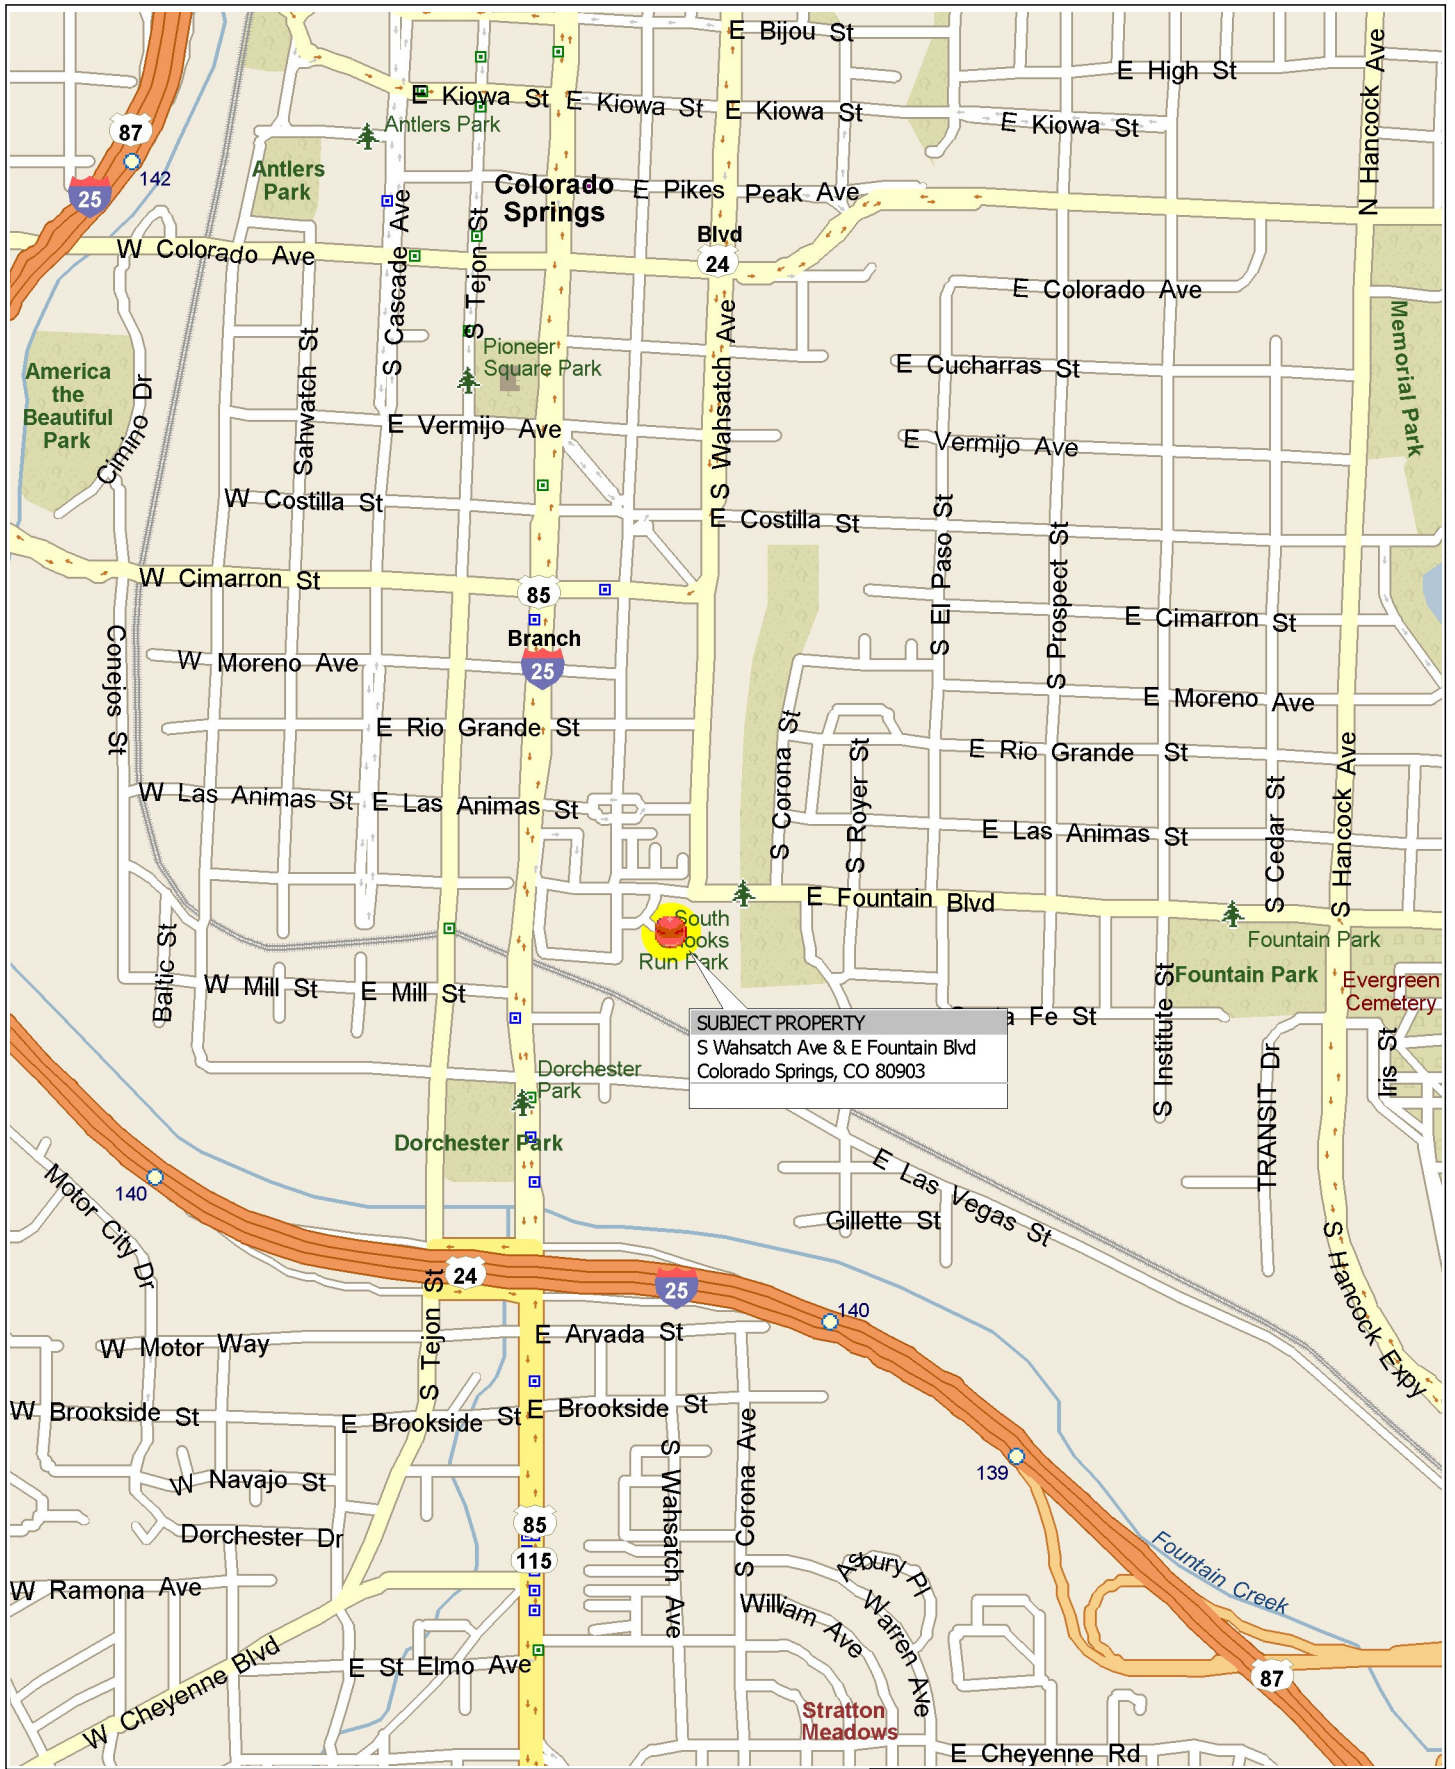 E Bijou St
E High St
N Hancock Ave
E Kiowa St
E Kiowa St
E Kiowa St
E Kiowa St
87
Antlers Park
142
25
Antlers
Park
Colorado
Springs
E Pikes Peak Ave
Blvd
24
W Colorado Ave
S Cascade Ave
S Tejon St
E Colorado Ave
Memorial Park
Pioneer
Square Park
America
the
Beautiful
Park
Cimino Dr
Sahwatch St
S Wahsatch Ave
E Cucharras St
E Vermijo Ave
E Vermijo Ave
W Costilla St
E Costilla St
S El Paso St
S Prospect St
W Cimarron St
85
E Cimarron St
Branch
25
Conejos St
W Moreno Ave
E Moreno Ave
E Rio Grande St
E Rio Grande St
S Corona St
S Royer St
S Hancock Ave
W Las Animas St
E Las Animas St
E Las Animas St
S Cedar St
E Fountain Blvd
South
ooks
Run Park
Fountain Park
Fountain Park
Evergreen
Cemetery
Baltic St
W Mill St
E Mill St
SUBJECT PROPERTY
S Wahsatch Ave & E Fountain Blvd
Colorado Springs, CO 80903
a Fe St
S Institute St
TRANSIT Dr
Iris St
Dorchester
Park
Dorchester Park
140
Motor City Dr
E Las Vegas St
Gillette St
S Hancock Expy
24
25
140
S Tejon St
W Motor Way
E Arvada St
W Brookside St
E Brookside St
E Brookside St
S Wahsatch Ave
S Corona Ave
139
W Navajo St
Dorchester Dr
85
115
Fountain Creek
W Ramona Ave
Asbury Pl
William Ave
Warren Ave
W Cheyenne Blvd
E St Elmo Ave
87
Stratton
Meadows
E Cheyenne Rd